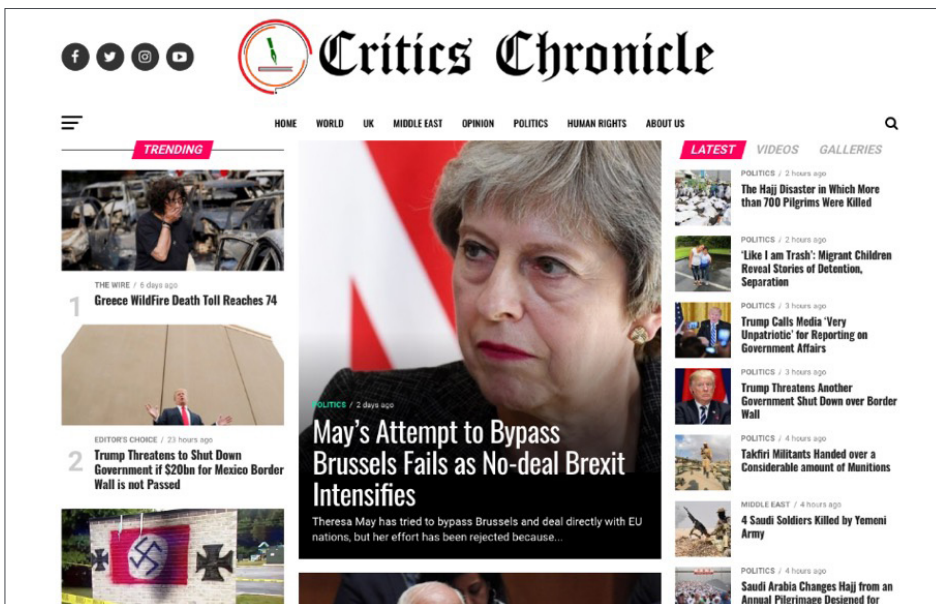 Critics Chronicle
HOME WORLD UK MIDDLE EAST OPINION POLITICS HUMAN RIGHTS ABOUT US
TRENDING
THE WIRE / 6 days ago
1
Greece WildFire Death Toll Reaches 74
EDITOR'S CHOICE / 23 hours ago
2
Trump Threatens to Shut Down
Government if $20bn for Mexico Border
Wall is not Passed
POLITICS / 2 days ago
May's Attempt to Bypass
Brussels Fails as No-deal Brexit
Intensifies
Theresa May has tried to bypass Brussels and deal directly with EU
nations, but her effort has been rejected because...
LATEST VIDEOS GALLERIES
POLITICS / 2 hours ago
The Hajj Disaster in Which More
than 700 Pilgrims Were Killed
POLITICS / 2 hours ago
'Like I am Trash': Migrant Children
Reveal Stories of Detention,
Separation
POLITICS / 3 hours ago
Trump Calls Media 'Very
Unpatriotic' for Reporting on
Government Affairs
POLITICS / 3 hours ago
Trump Threatens Another
Government Shut Down over Border
Wall
POLITICS / 4 hours ago
Takfiri Militants Handed over a
Considerable amount of Munitions
MIDDLE EAST / 4 hours ago
4 Saudi Soldiers Killed by Yemeni
Army
POLITICS / 4 hours ago
Saudi Arabia Changes Hajj from an
Annual Pilgrimage Designed for